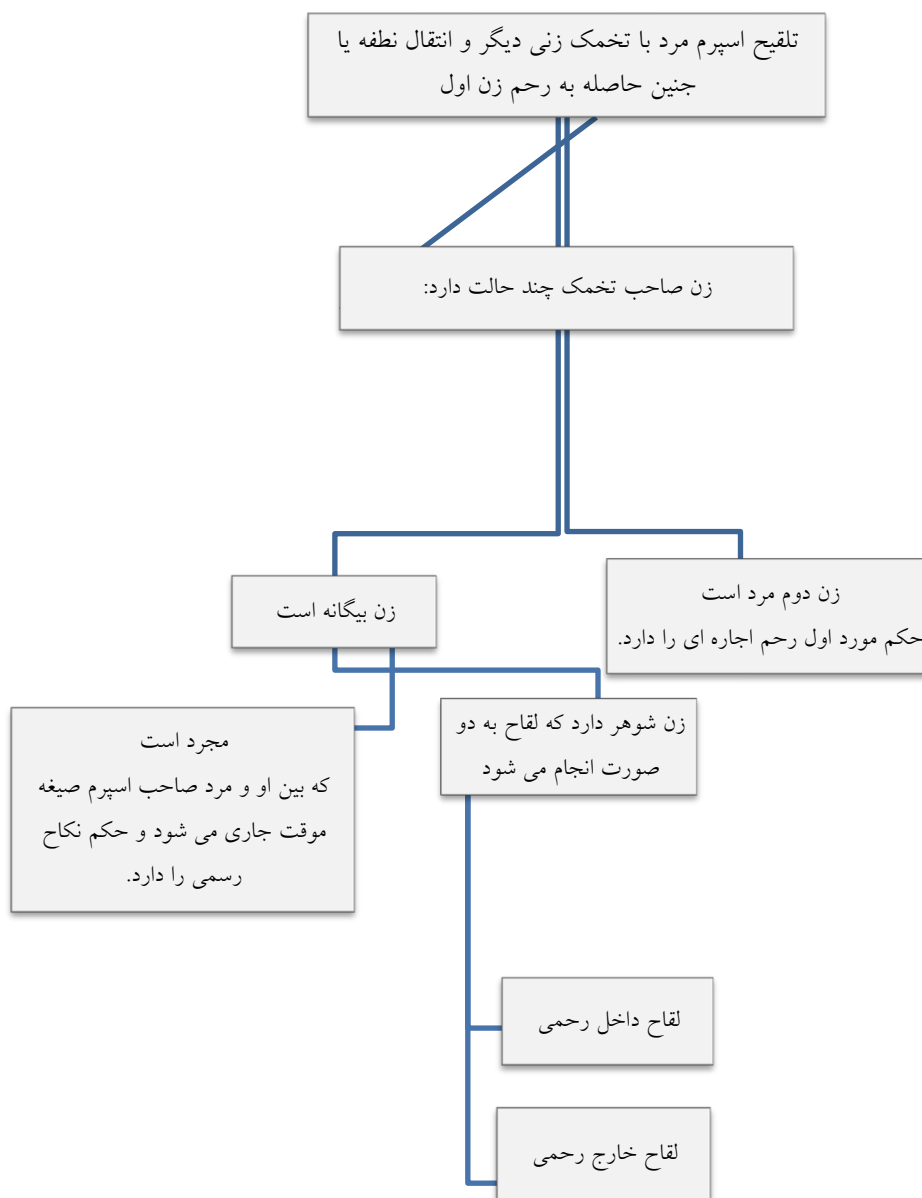 تلقیح اسپرم مرد با تخمک زنی دیگر و انتقال نطفه یا
جنین حاصله به رحم زن اول
زن صاحب تخمک چند حالت دارد:
زن دوم مرد است
حکم مورد اول رحم اجاره ای را دارد.
زن بیگانه است
زن شوهر دارد که لقاح به دو
صورت انجام می شود
مجرد است
که بین او و مرد صاحب اسپرم صیغه
موقت جاری می شود و حکم نکاح
رسمی را دارد.
لقاح داخل رحمی
لقاح خارج رحمی